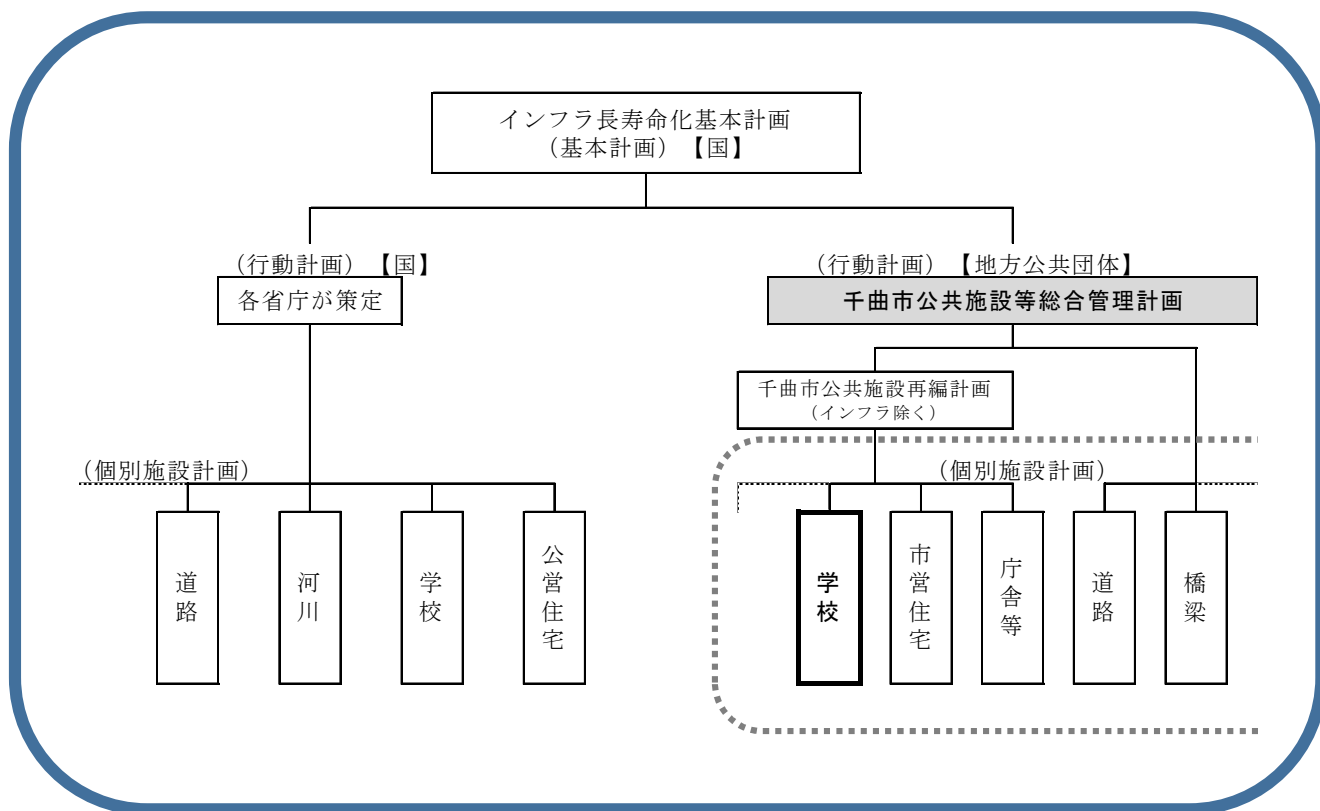 インフラ長寿命化基本計画
（基本計画）【国】
（行動計画）【国】
各省庁が策定
（行動計画）【地方公共団体】
千曲市公共施設等総合管理計画
千曲市公共施設再編計画
（インフラ除く）
（個別施設計画）
道路
河川
学校
公営住宅
（個別施設計画）
学校
市営住宅
庁舎等
道路
橋梁